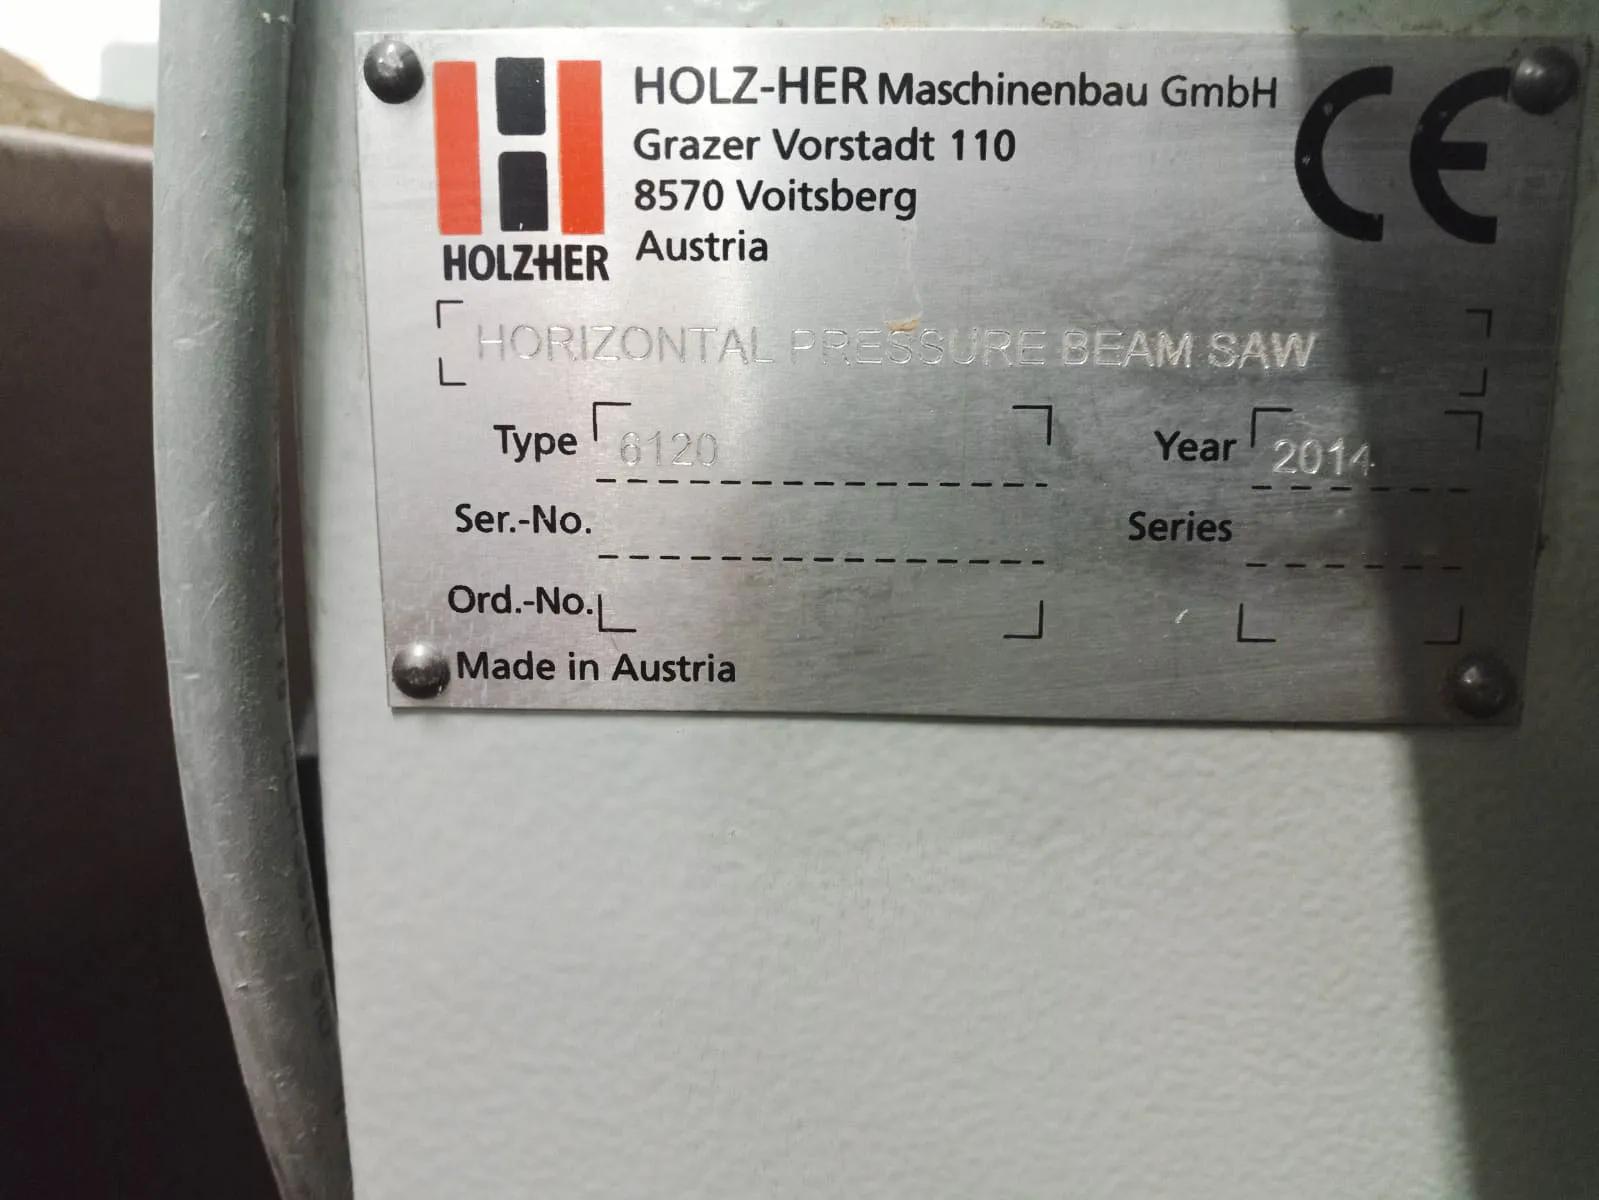 HOLZ-HER Maschinenbau GmbH
Grazer Vorstadt 110
8570 Voitsberg
Austria
CE
HOLZHER
HORIZONTAL PRESSURE BEAM SAW
Type 6120 Year 2014
Ser.-No. Series
Ord.-No.
Made in Austria